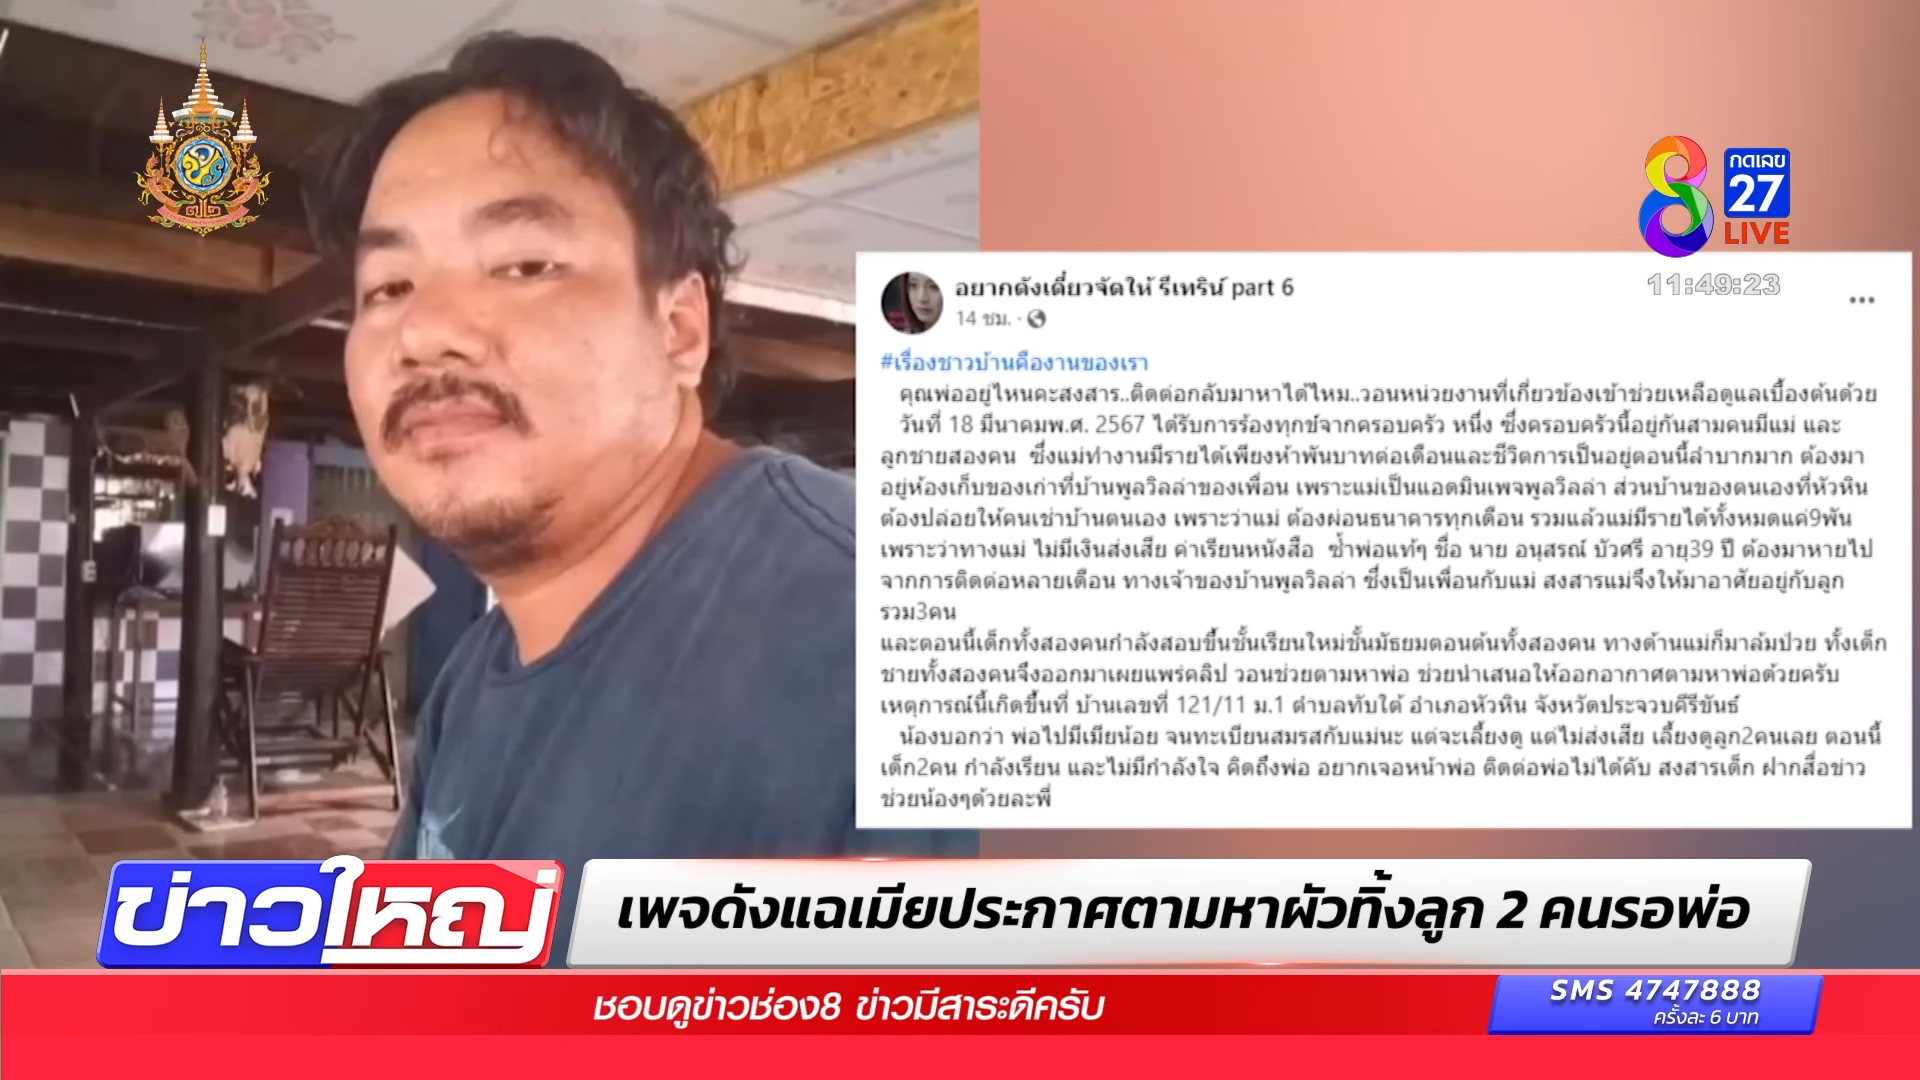 กดเลข
27
LIVE
11:49:23
อยากดังเดี๋ยวจัดให้ รีเทริน์ part 6
14 ชม.
#เรื่องชาวบ้านคืองานของเรา
คุณพ่ออยู่ไหนคะสงสาร..ติดต่อกลับมาหาได้ไหม..วอนหน่วยงานที่เกี่ยวข้องเข้าช่วยเหลือดูแลเบื้องต้นด้วย
วันที่ 18 มีนาคมพ.ศ. 2567 ได้รับการร้องทุกข์จากครอบครัว หนึ่ง ซึ่งครอบครัวนี้อยู่กันสามคนมีแม่ และ
ลูกชายสองคน ซึ่งแม่ทำงานมีรายได้เพียงห้าพันบาทต่อเดือนและชีวิตการเป็นอยู่ตอนนี้ลำบากมาก ต้องมา
อยู่ห้องเก็บของเก่าที่บ้านพูลวิลล่าของเพื่อน เพราะแม่เป็นแอดมินเพจพูลวิลล่า ส่วนบ้านของตนเองที่หัวหิน
ต้องปล่อยให้คนเช่าบ้านตนเอง เพราะว่าแม่ ต้องผ่อนธนาคารทุกเดือน รวมแล้วแม่มีรายได้ทั้งหมดแค่9พัน
เพราะว่าทางแม่ ไม่มีเงินส่งเสีย ค่าเรียนหนังสือ ซ้ำพ่อแท้ๆ ชื่อ นาย อนุสรณ์ บัวศรี อายุ39 ปี ต้องมาหายไป
จากการติดต่อหลายเดือน ทางเจ้าของบ้านพูลวิลล่า ซึ่งเป็นเพื่อนกับแม่ สงสารแม่จึงให้มาอาศัยอยู่กับลูก
รวม3คน
และตอนนี้เด็กทั้งสองคนกำลังสอบขึ้นชั้นเรียนใหม่ชั้นมัธยมตอนต้นทั้งสองคน ทางด้านแม่ก็มาล้มป่วย ทั้งเด็ก
ชายทั้งสองคนจึงออกมาเผยแพร่คลิป วอนช่วยตามหาพ่อ ช่วยนำเสนอให้ออกอากาศตามหาพ่อด้วยครับ
เหตุการณ์นี้เกิดขึ้นที่ บ้านเลขที่ 121/11 ม.1 ตำบลทับใต้ อำเภอหัวหิน จังหวัดประจวบคีรีขันธ์
น้องบอกว่า พ่อไปมีเมียน้อย จนทะเบียนสมรสกับแม่นะ แต่จะเลี้ยงดู แต่ไม่ส่งเสีย เลี้ยงดูลูก2คนเลย ตอนนี้
เด็ก2คน กำลังเรียน และไม่มีกำลังใจ คิดถึงพ่อ อยากเจอหน้าพ่อ ติดต่อพ่อไม่ได้คับ สงสารเด็ก ฝากสื่อข่าว
ช่วยน้องๆด้วยละพี่
ข่าวใหญ่
เพจดังแฉเมียประกาศตามหาผัวทิ้งลูก 2 คนรอพ่อ
ชอบดูข่าวช่อง8 ข่าวมีสาระดีครับ
SMS 4747888
ครั้งละ 6 บาท